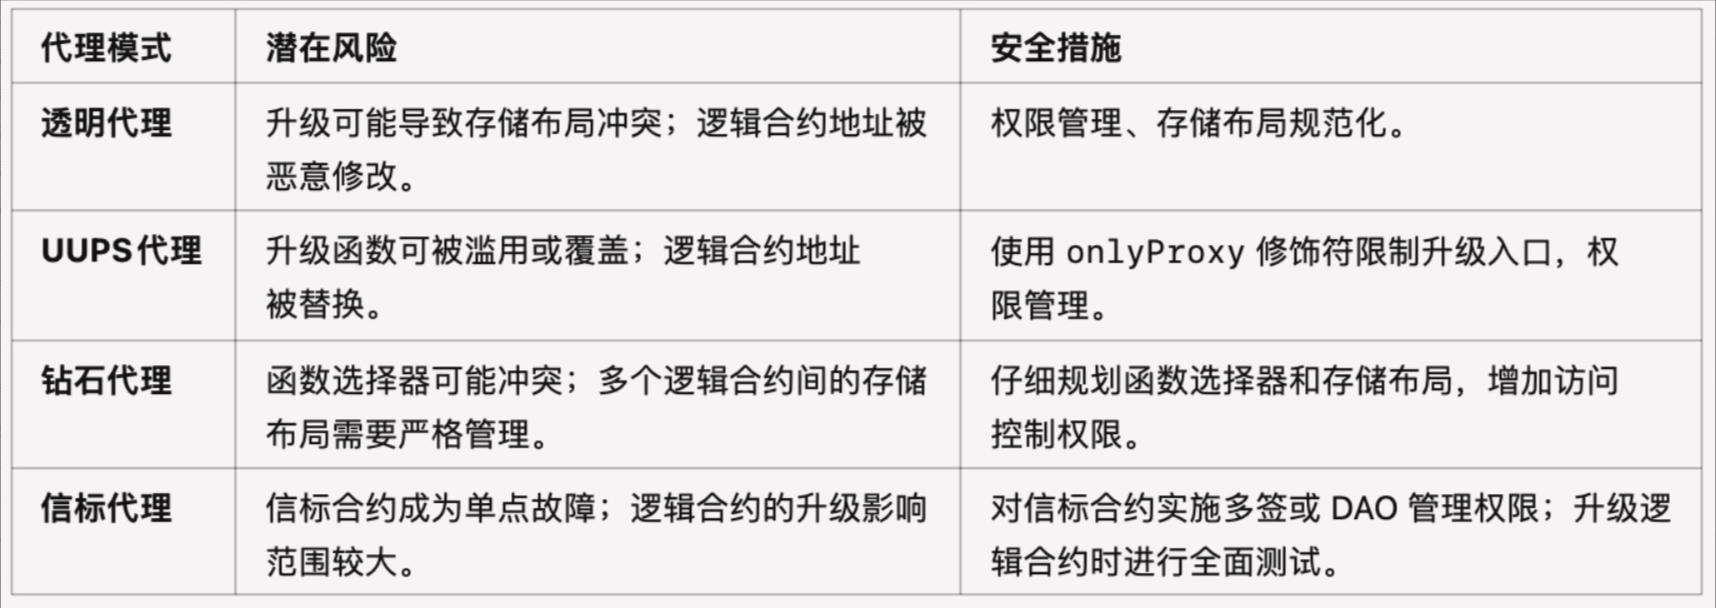 代理模式 潜在风险 安全措施
透明代理 升级可能导致存储布局冲突；逻辑合约地址被 权限管理、存储布局规范化。
恶意修改。
UUPS代理 升级函数可被滥用或覆盖；逻辑合约地址 使用 onlyProxy 修饰符限制升级入口，权
被替换。 限管理。
钻石代理 函数选择器可能冲突；多个逻辑合约间的存储 仔细规划函数选择器和存储布局，增加访问
布局需要严格管理。 控制权限。
信标代理 信标合约成为单点故障；逻辑合约的升级影响 对信标合约实施多签或 DAO 管理权限；升级逻
范围较大。 辑合约时进行全面测试。